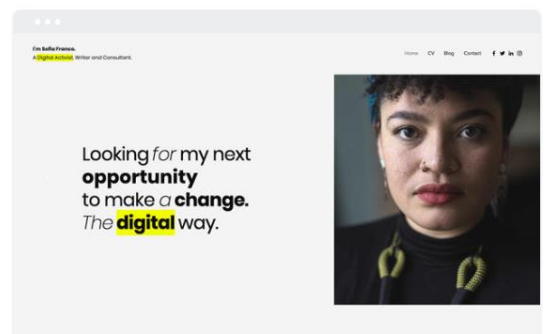 I'm Sofia Franco.
A Digital Activist, Writer and Consultant.
Home CV Blog Contact
Looking for my next
opportunity
to make a change.
The digital way.